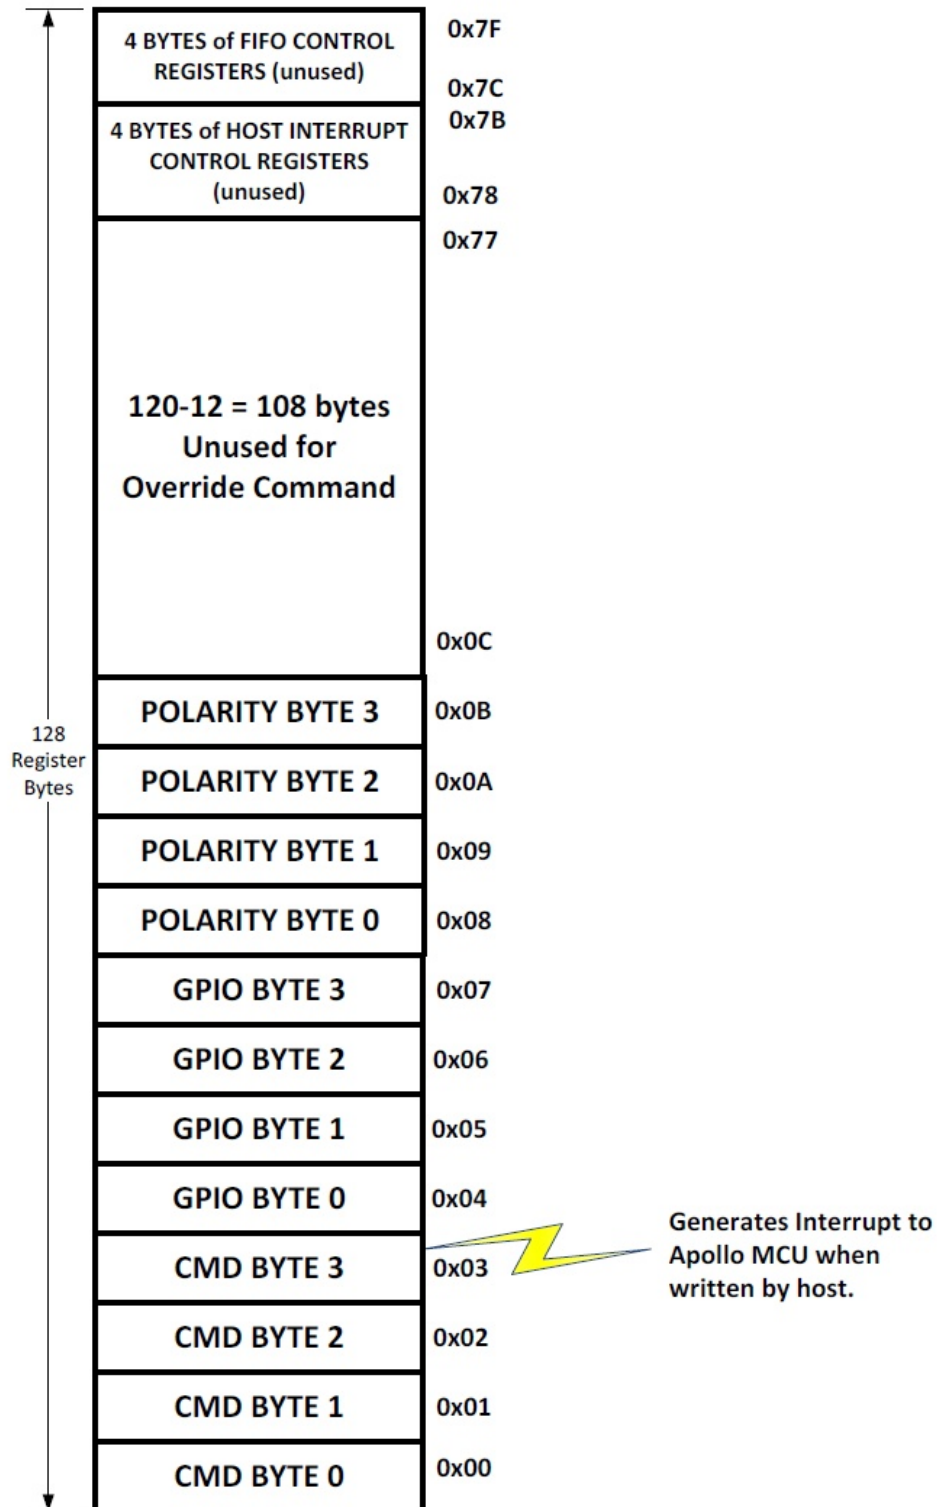 4 BYTES of FIFO CONTROL
REGISTERS (unused)
0x7F
0x7C
4 BYTES of HOST INTERRUPT
CONTROL REGISTERS
(unused)
0x7B
0x78
0x77
120-12 = 108 bytes
Unused for
Override Command
0x0C
128
Register
Bytes
POLARITY BYTE 3
0x0B
POLARITY BYTE 2
0x0A
POLARITY BYTE 1
0x09
POLARITY BYTE 0
0x08
GPIO BYTE 3
0x07
GPIO BYTE 2
0x06
GPIO BYTE 1
0x05
GPIO BYTE 0
0x04
CMD BYTE 3
0x03
Generates Interrupt to
Apollo MCU when
written by host.
CMD BYTE 2
0x02
CMD BYTE 1
0x01
CMD BYTE 0
0x00